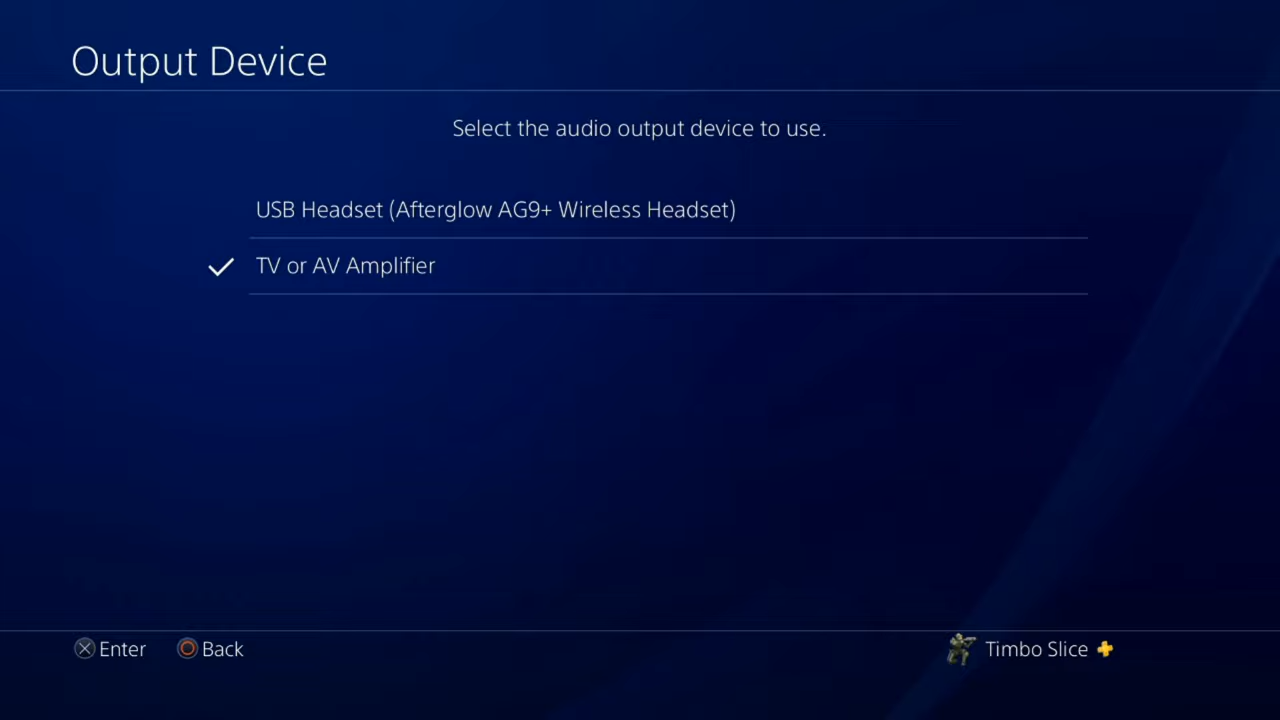 Output Device
Select the audio output device to use.
USB Headset (Afterglow AG9+ Wireless Headset)
TV or AV Amplifier
Enter Back Timbo Slice